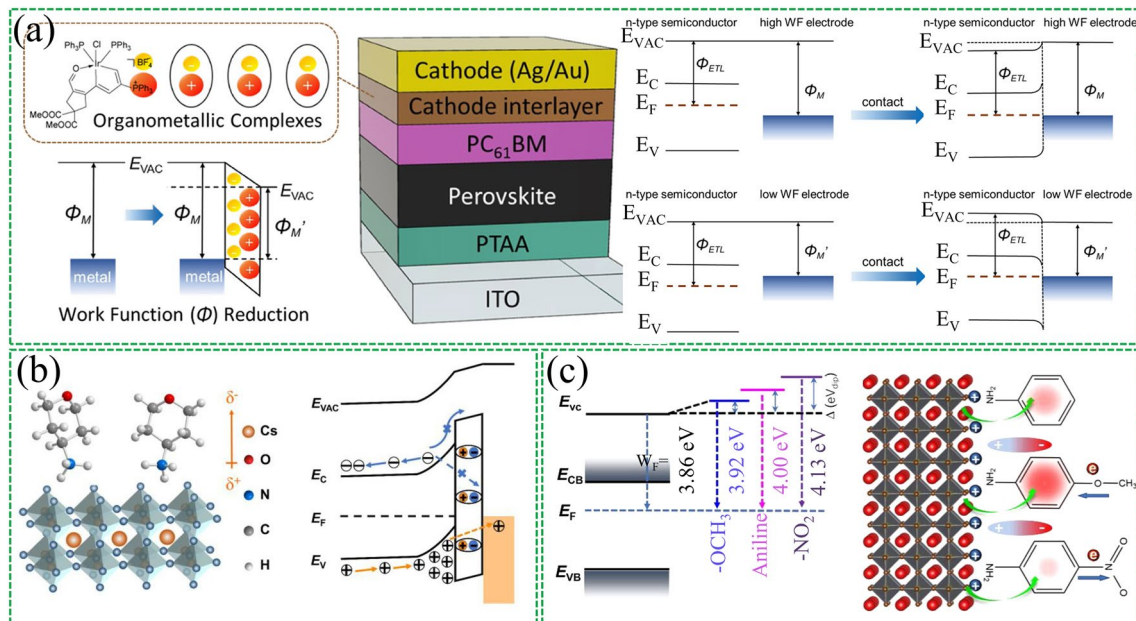 (a)
Ph₃P
Cl
PPh₃
Ir
O
BF₄
PPh₃
MeOOC
MeOOC
Organometallic Complexes
E_VAC
E_VAC
Φ_M
Φ_M
Φ_M'
metal
metal
Work Function (Φ) Reduction
Cathode (Ag/Au)
Cathode interlayer
PC₆₁BM
Perovskite
PTAA
ITO
n-type semiconductor high WF electrode
E_VAC
Φ_ETL
E_C
E_F
Φ_M
E_V
contact
n-type semiconductor high WF electrode
E_VAC
Φ_ETL
E_C
E_F
Φ_M
E_V
n-type semiconductor low WF electrode
E_VAC
Φ_ETL
E_C
E_F
Φ_M'
E_V
contact
n-type semiconductor low WF electrode
E_VAC
Φ_ETL
E_C
E_F
Φ_M'
E_V
(b)
δ-
δ+
Cs
O
N
C
H
E_VAC
E_C
E_F
E_V
(c)
E_VC
E_CB
E_F
E_VB
W_F=
3.86 eV
3.92 eV
4.00 eV
4.13 eV
-OCH₃
Aniline
-NO₂
Δ (eV_dip)
NH₂
NH₂
O
CH₃
e
NH₂
N
O
O
e